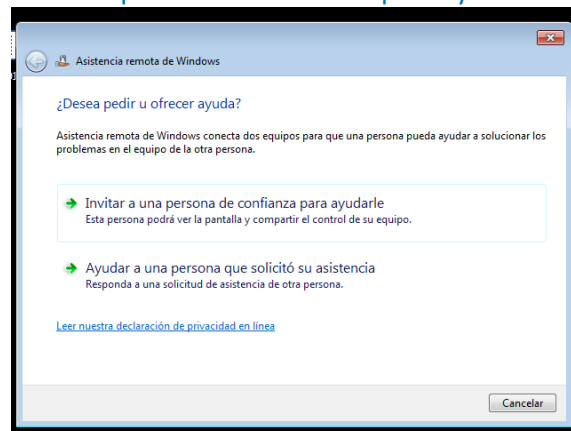 Asistencia remota de Windows
¿Desea pedir u ofrecer ayuda?
Asistencia remota de Windows conecta dos equipos para que una persona pueda ayudar a solucionar los
problemas en el equipo de la otra persona.
Invitar a una persona de confianza para ayudarle
Esta persona podrá ver la pantalla y compartir el control de su equipo.
Ayudar a una persona que solicitó su asistencia
Responda a una solicitud de asistencia de otra persona.
Leer nuestra declaración de privacidad en línea
Cancelar